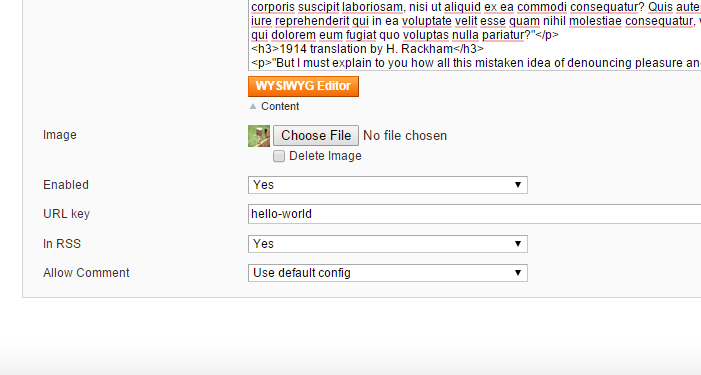 corporis suscipit laboriosam, nisi ut aliquid ex ea commodi consequatur? Quis aute
iure reprehenderit qui in ea voluptate velit esse quam nihil molestiae consequatur,
qui dolorem eum fugiat quo voluptas nulla pariatur?"</p>
<h3>1914 translation by H. Rackham</h3>
<p>"But I must explain to you how all this mistaken idea of denouncing pleasure an
WYSIWYG Editor
Content
Image
Choose File No file chosen
Delete Image
Enabled
Yes
URL key
hello-world
In RSS
Yes
Allow Comment
Use default config